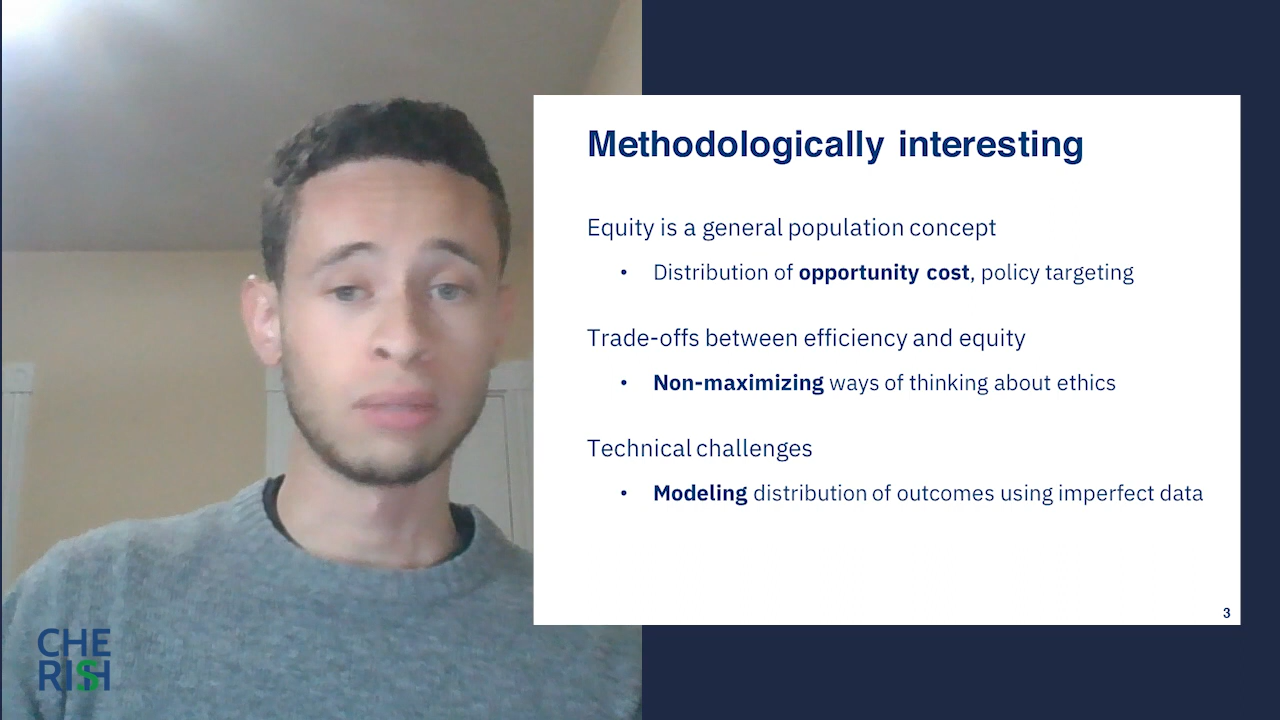 Methodologically interesting
Equity is a general population concept
• Distribution of opportunity cost, policy targeting
Trade-offs between efficiency and equity
• Non-maximizing ways of thinking about ethics
Technical challenges
• Modeling distribution of outcomes using imperfect data
3
CHE
RISH